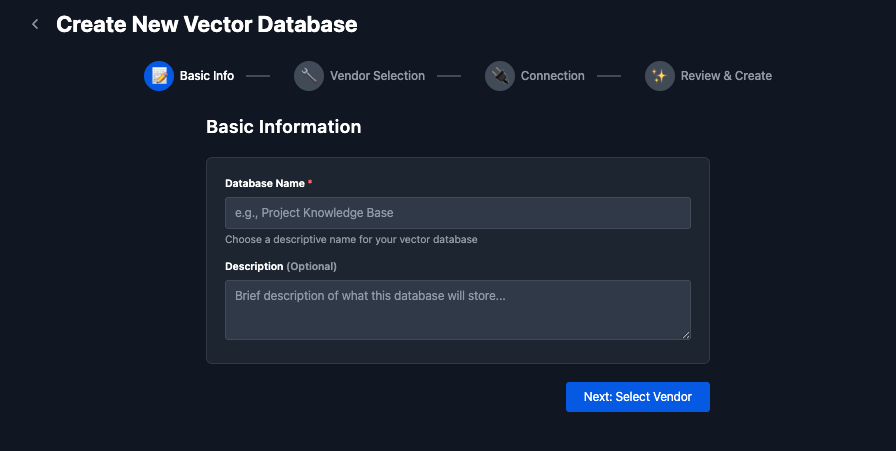 Create New Vector Database
Basic Info
Vendor Selection
Connection
Review & Create
Basic Information
Database Name *
e.g., Project Knowledge Base
Choose a descriptive name for your vector database
Description (Optional)
Brief description of what this database will store...
Next: Select Vendor